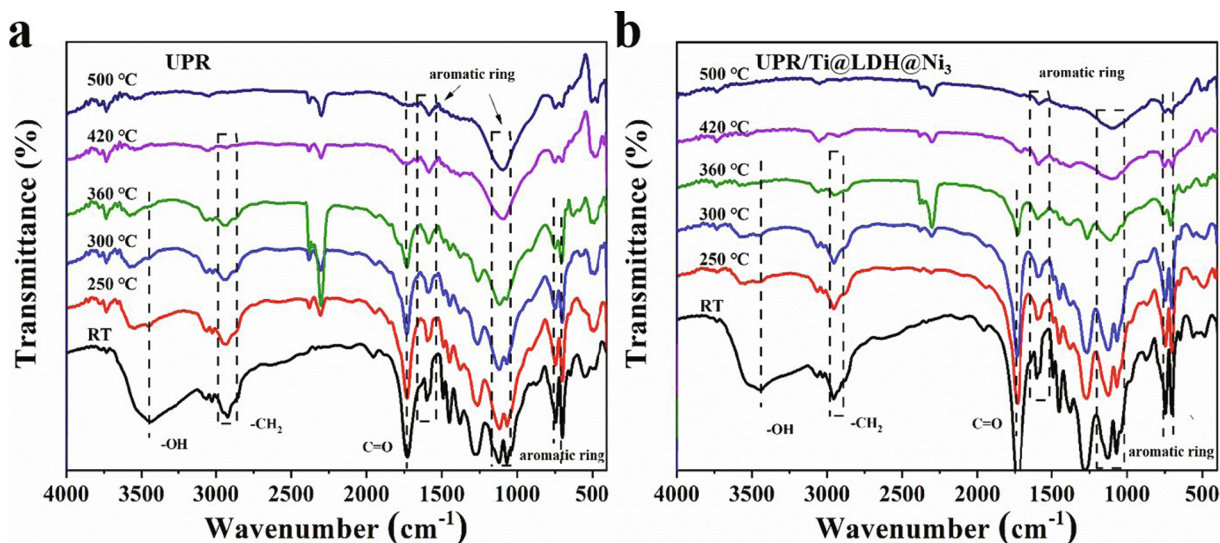 a
UPR
500 °C
420 °C
360 °C
300 °C
250 °C
RT
aromatic ring
-OH
-CH₂
C=O
aromatic ring
Transmittance (%)
4000 3500 3000 2500 2000 1500 1000 500
Wavenumber (cm⁻¹)
b
UPR/Ti@LDH@Ni₃
500 °C
420 °C
360 °C
300 °C
250 °C
RT
aromatic ring
-OH
-CH₂
C=O
aromatic ring
Transmittance (%)
4000 3500 3000 2500 2000 1500 1000 500
Wavenumber (cm⁻¹)